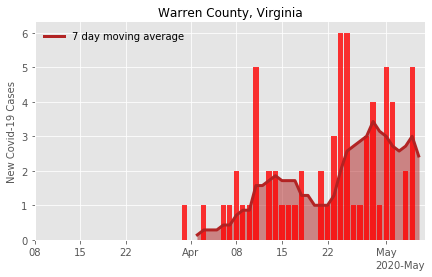 Warren County, Virginia
7 day moving average
New Covid-19 Cases
6
5
4
3
2
1
0
08 15 22 Apr 08 15 22 May
2020-May